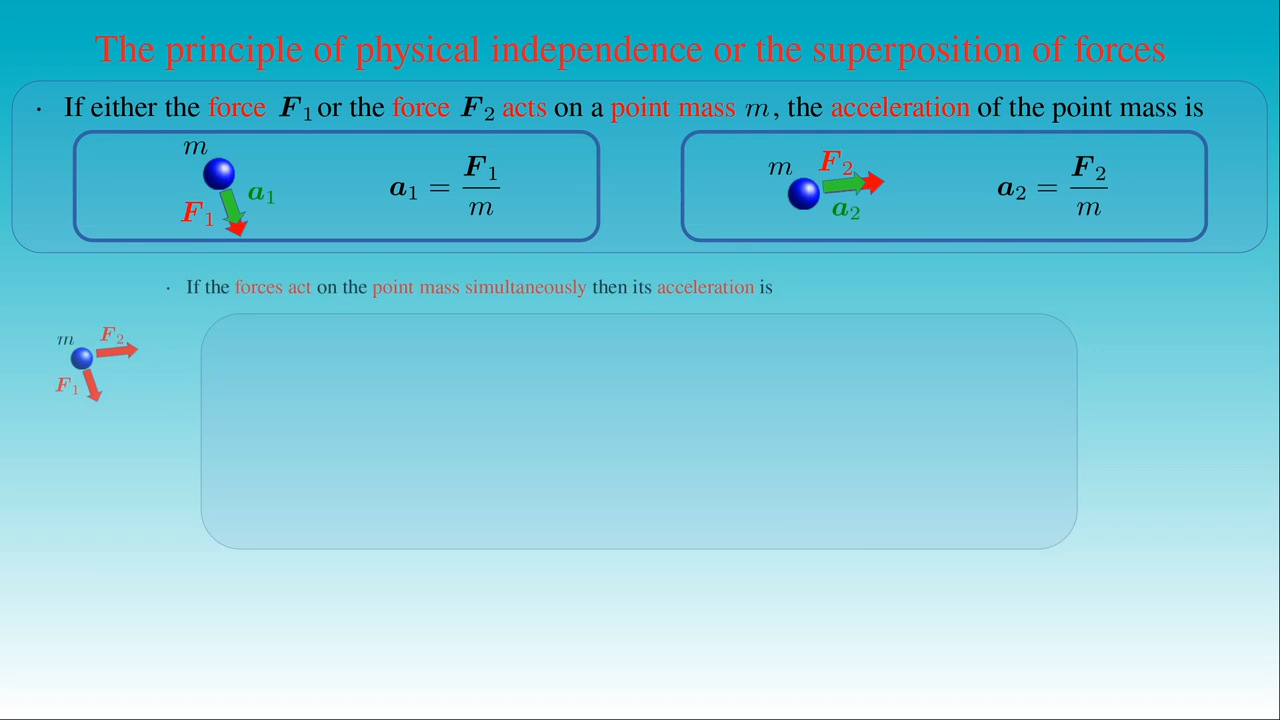 The principle of physical independence or the superposition of forces
· If either the force F1 or the force F2 acts on a point mass m, the acceleration of the point mass is
m
a1
F1
a1 = F1/m
m F2
a2
a2 = F2/m
· If the forces act on the point mass simultaneously then its acceleration is
m F2
F1